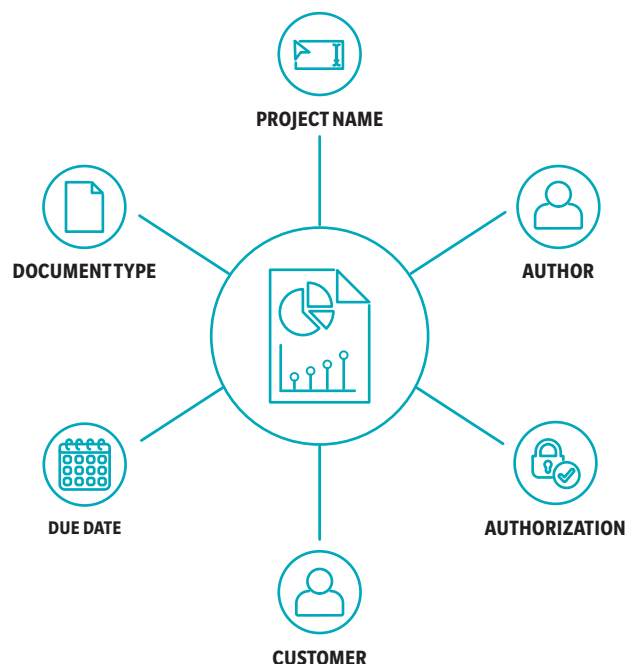 PROJECT NAME
DOCUMENT TYPE
AUTHOR
DUE DATE
AUTHORIZATION
CUSTOMER